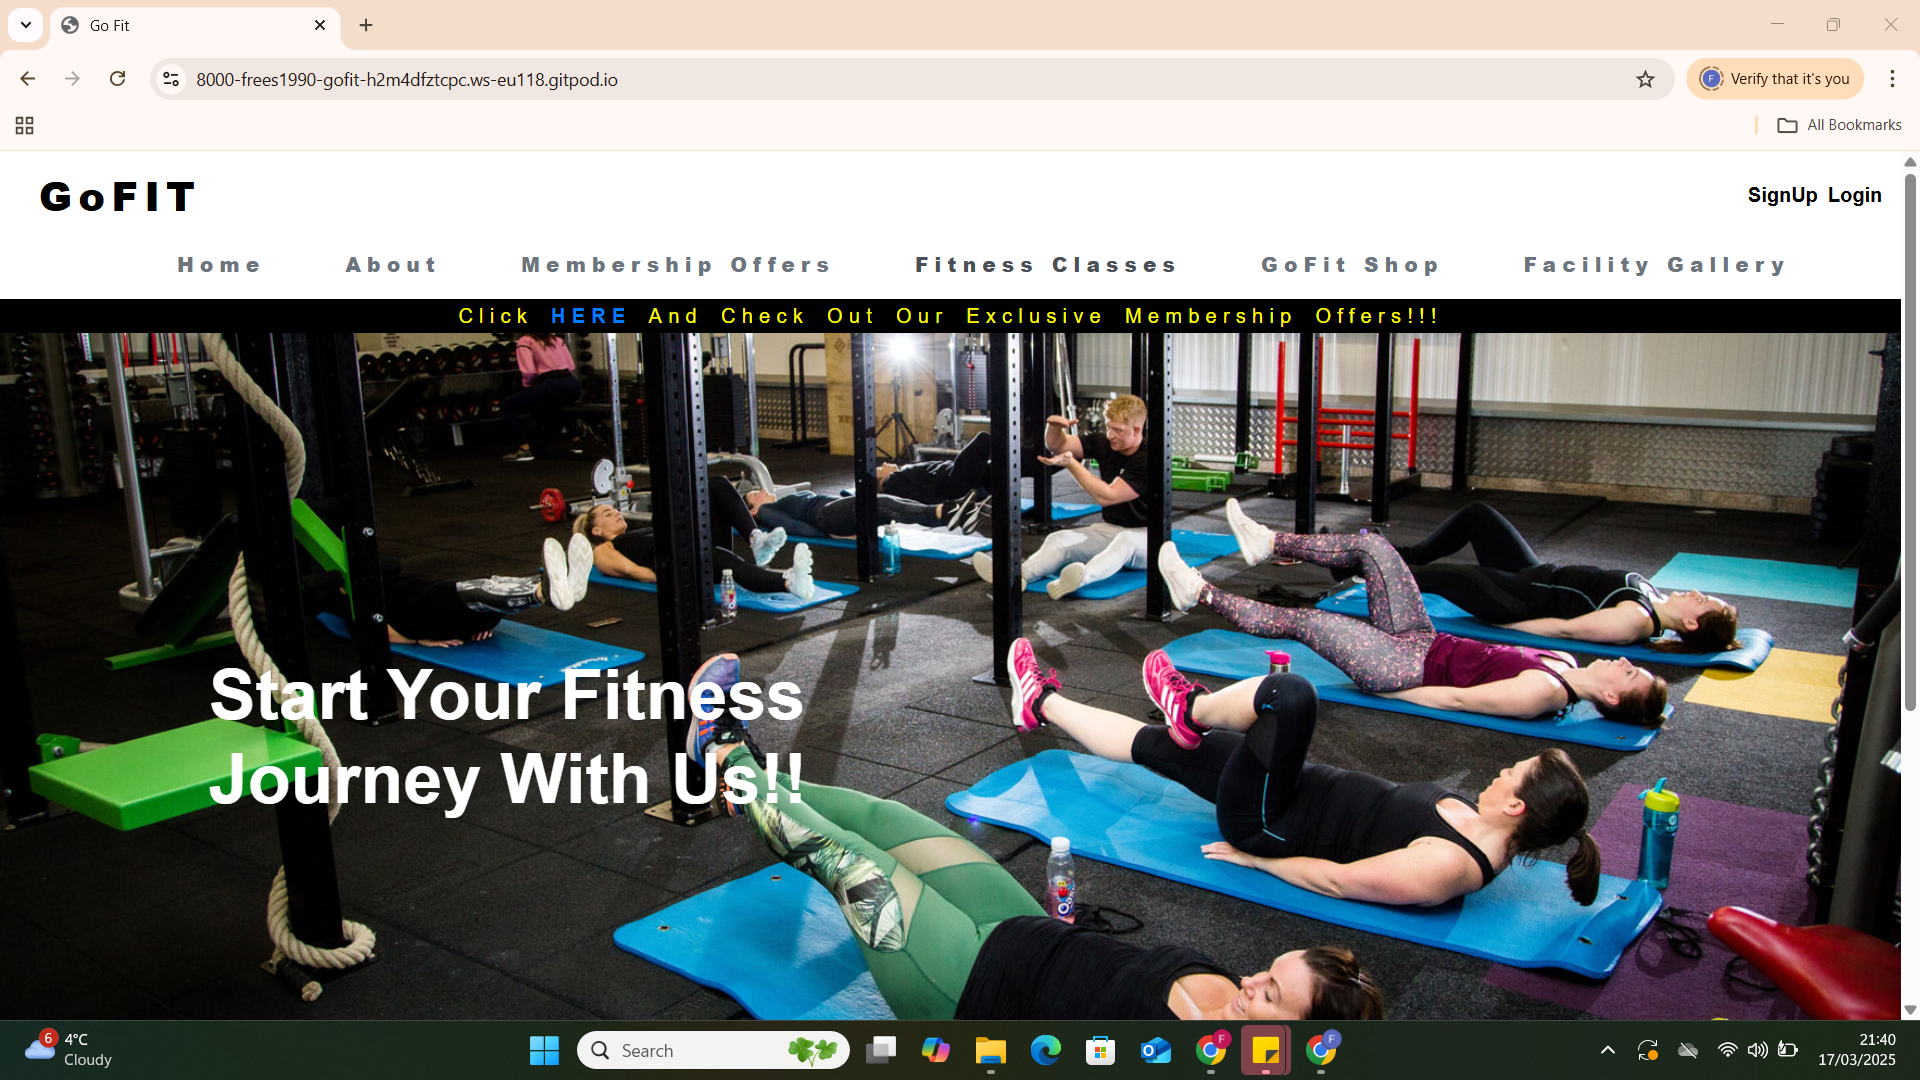 Go Fit
8000-frees1990-gofit-h2m4dfztcpc.ws-eu118.gitpod.io
F
Verify that it's you
All Bookmarks
GoFIT
SignUp Login
Home About Membership Offers Fitness Classes GoFit Shop Facility Gallery
Click HERE And Check Out Our Exclusive Membership Offers!!!
Start Your Fitness
Journey With Us!!
6
4°C
Cloudy
Search
F
F
21:40
17/03/2025